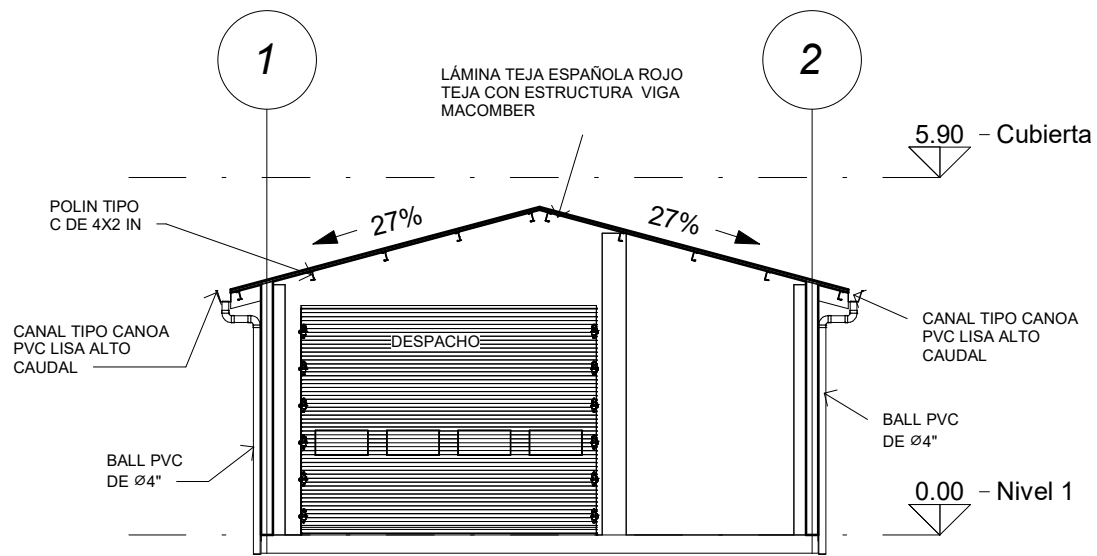 1
2
LÁMINA TEJA ESPAÑOLA ROJO
TEJA CON ESTRUCTURA VIGA
MACOMBER
5.90 - Cubierta
POLIN TIPO
C DE 4X2 IN
27%
27%
CANAL TIPO CANOA
PVC LISA ALTO
CAUDAL
DESPACHO
CANAL TIPO CANOA
PVC LISA ALTO
CAUDAL
BALL PVC
DE Ø4"
BALL PVC
DE Ø4"
0.00 - Nivel 1